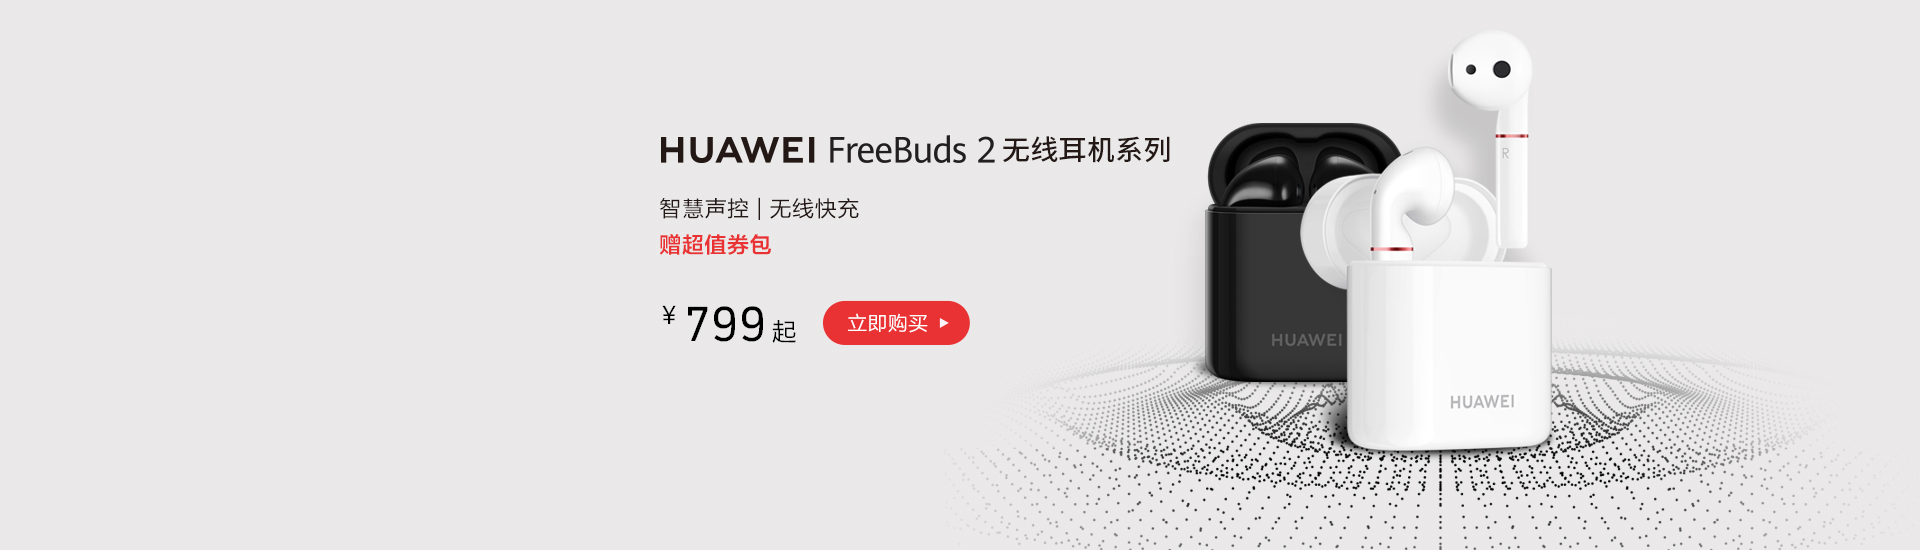 HUAWEI FreeBuds 2 无线耳机系列
智慧声控 | 无线快充
赠超值券包
¥ 799 起
立即购买
R
HUAWEI
HUAWEI